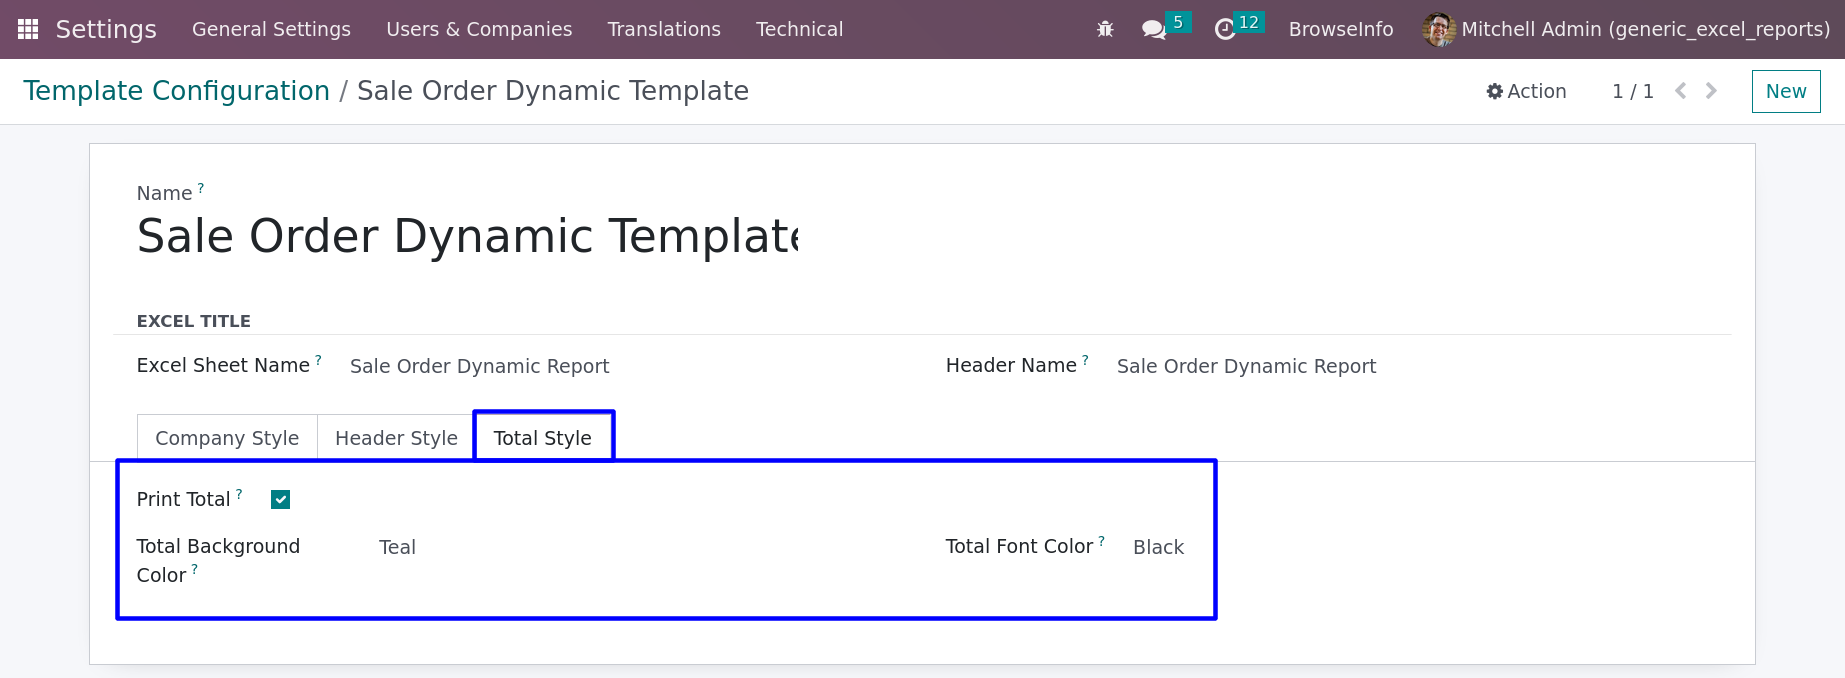 Settings General Settings Users & Companies Translations Technical 5 12 BrowseInfo Mitchell Admin (generic_excel_reports)
Template Configuration / Sale Order Dynamic Template Action 1 / 1 New
Name ?
Sale Order Dynamic Template
EXCEL TITLE
Excel Sheet Name ? Sale Order Dynamic Report Header Name ? Sale Order Dynamic Report
Company Style Header Style Total Style
Print Total ?
Total Background Teal Total Font Color ? Black
Color ?